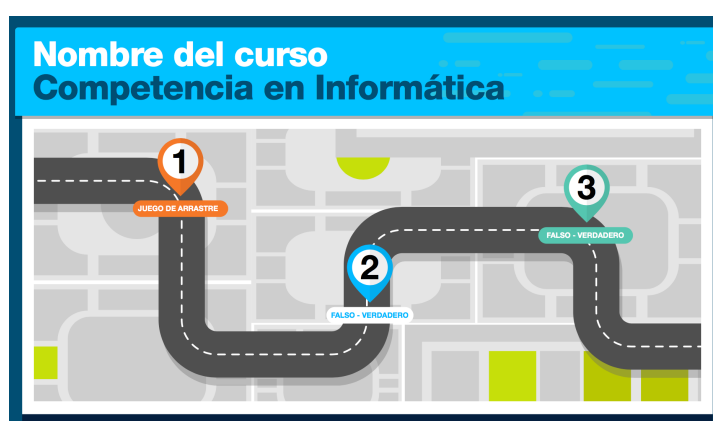 Nombre del curso
Competencia en Informática
1
JUEGO DE ARRASTRE
3
FALSO - VERDADERO
2
FALSO - VERDADERO